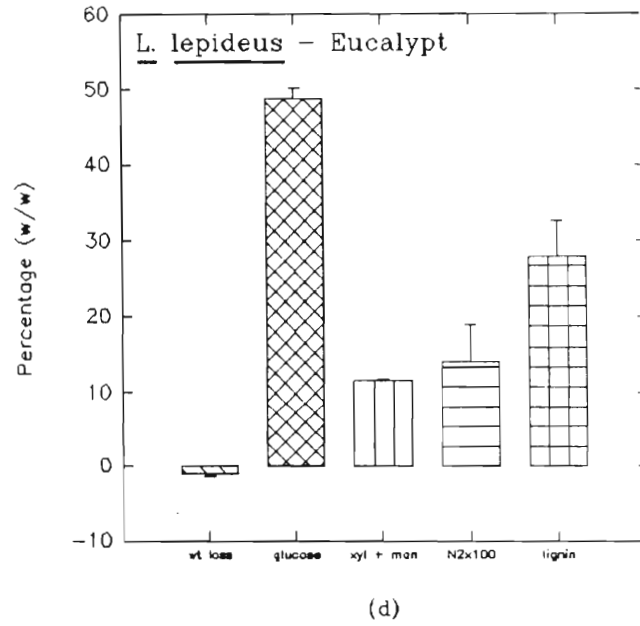 60
L. lepideus - Eucalypt
50
40
30
20
10
0
-10
Percentage (w/w)
wt loss glucose xyl + man N2x100 lignin
(d)